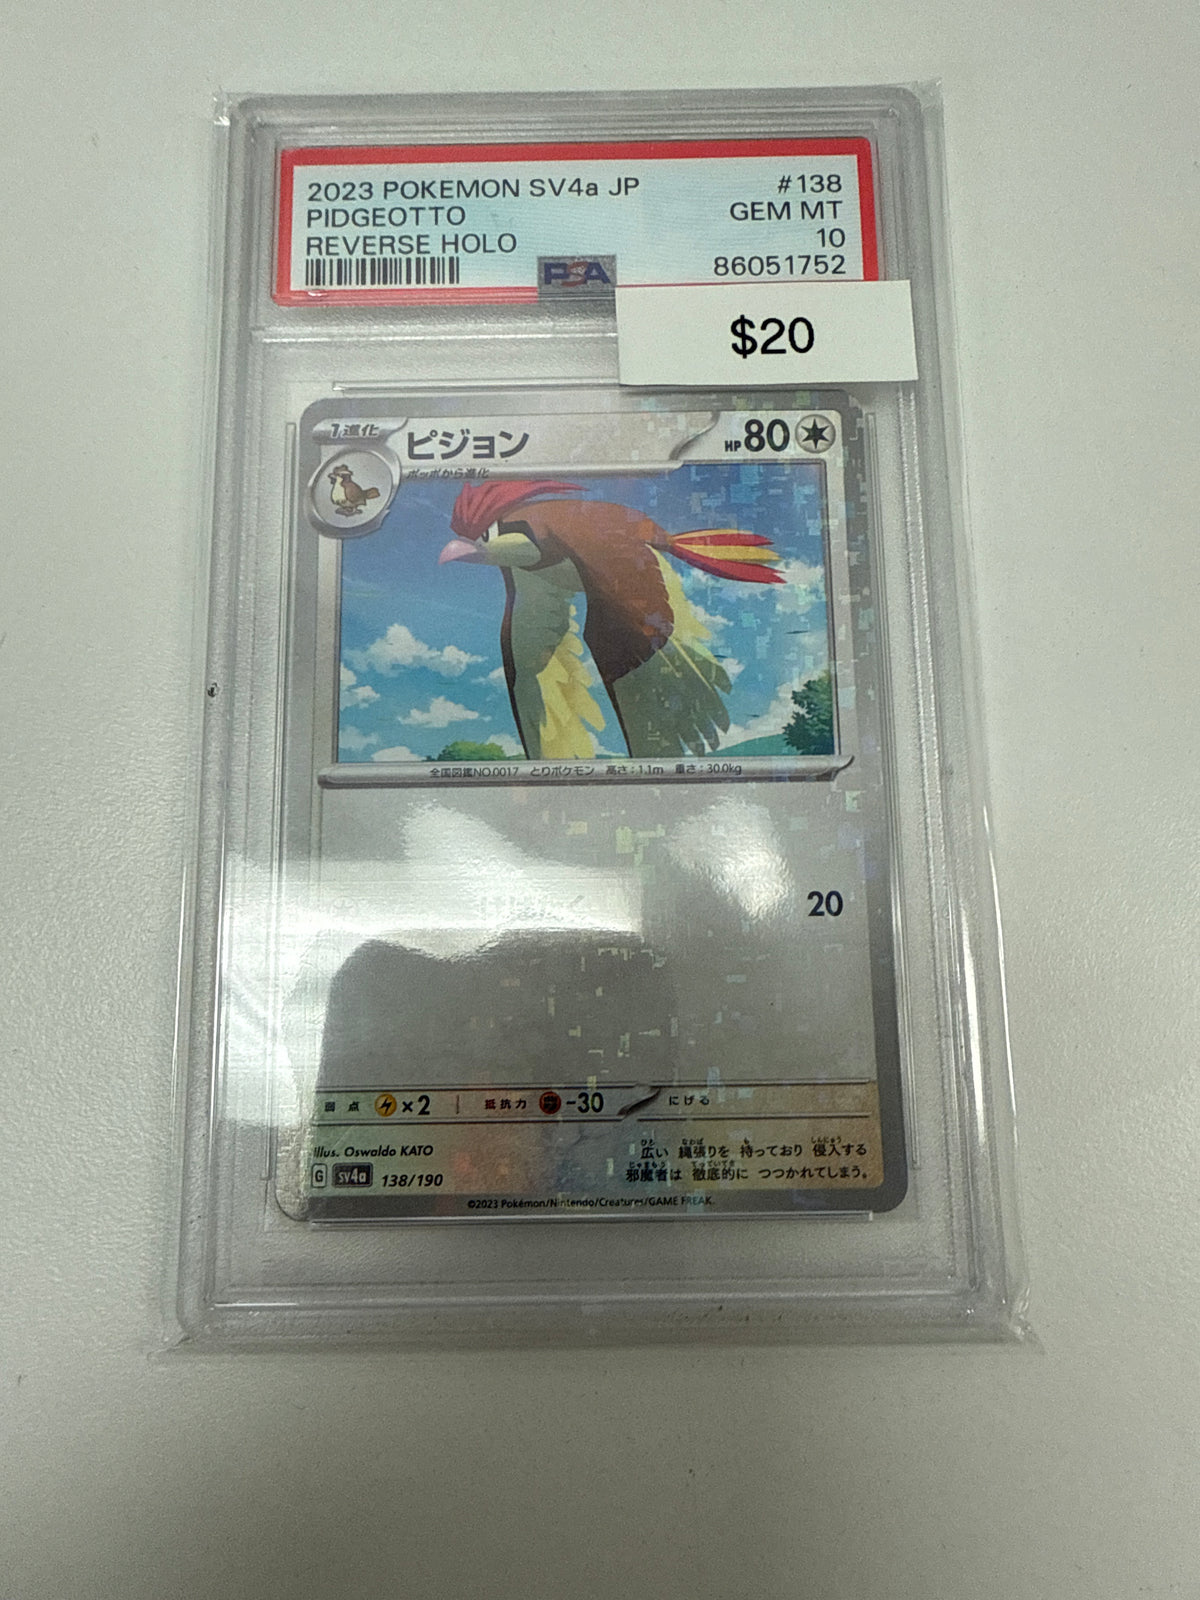 2023 POKEMON SV4a JP #138
PIDGEOTTO GEM MT
REVERSE HOLO 10
PSA 86051752
$20
1進化 ピジョン HP80
ポッポから進化
全国図鑑NO.0017 とりポケモン 高さ:1.1m 重さ:30.0kg
20
弱点 ×2 抵抗力 -30 にげる
Illus. Oswaldo KATO
広い 縄張りを 持っており 侵入する
邪魔者は 徹底的に つつかれてしまう。
G SV4a 138/190
©2023 Pokémon/Nintendo/Creatures/GAME FREAK.